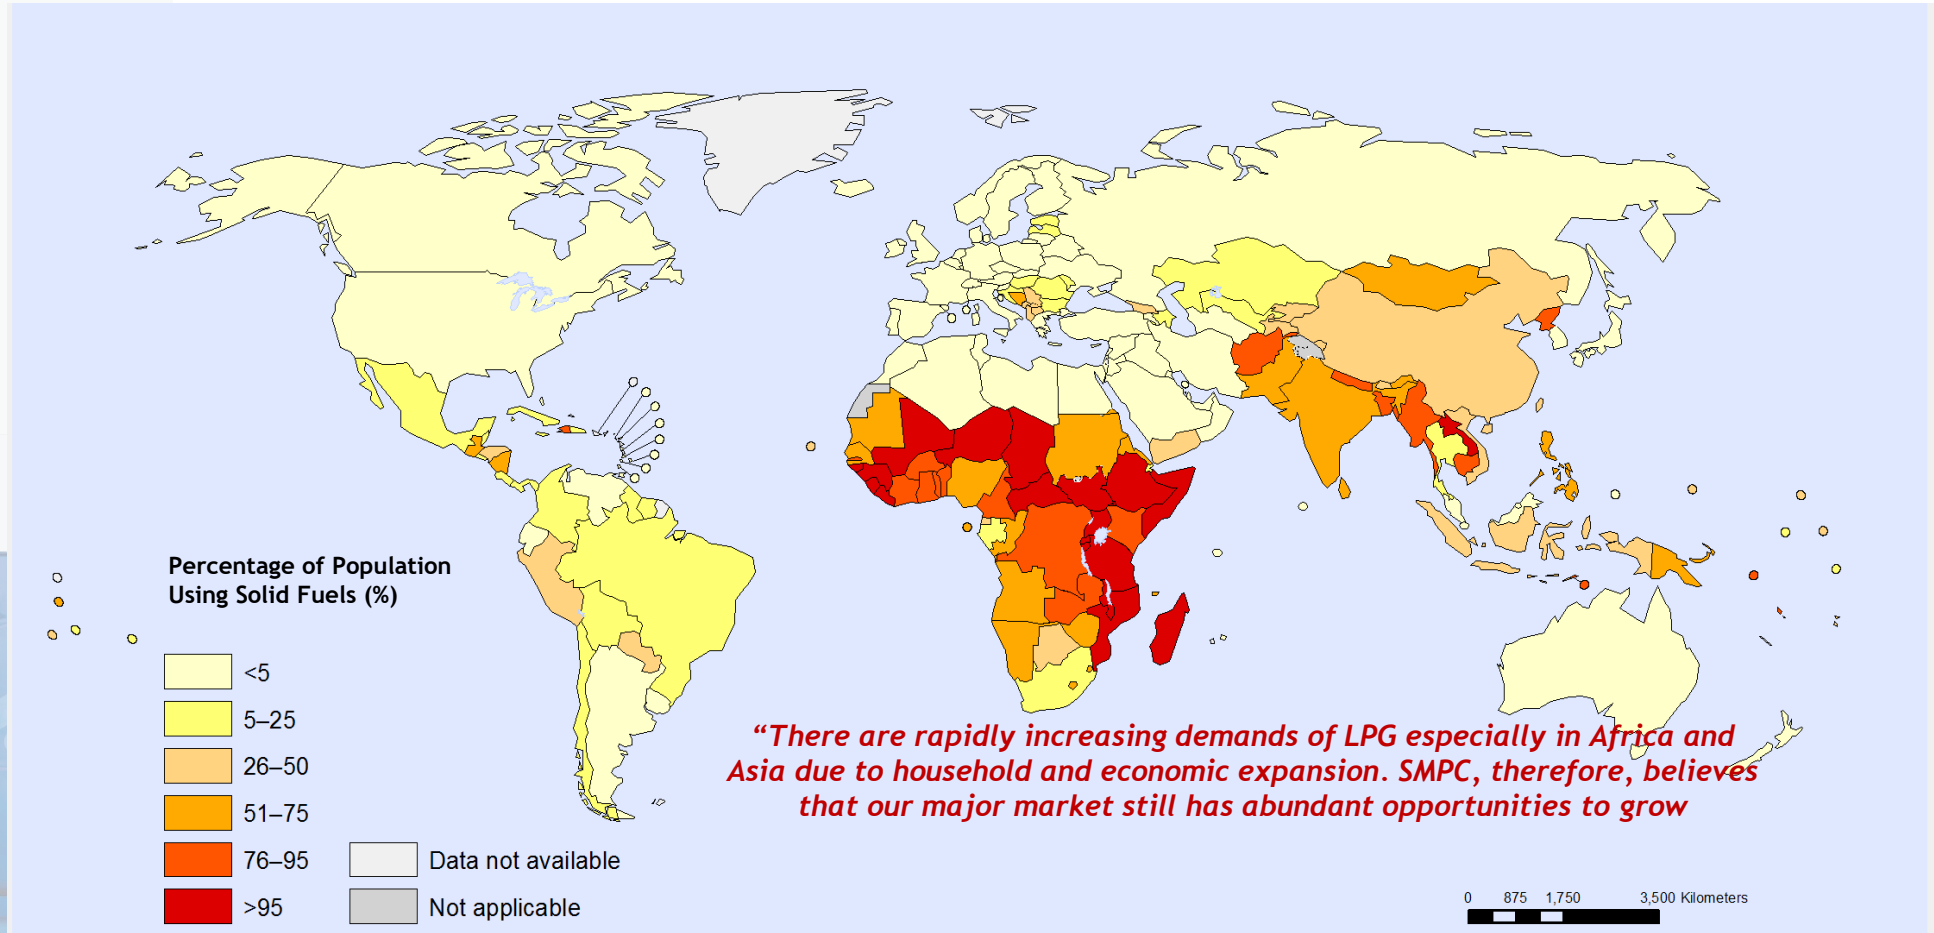 Percentage of Population
Using Solid Fuels (%)
<5
5–25
26–50
51–75
76–95
>95
Data not available
Not applicable
“There are rapidly increasing demands of LPG especially in Africa and
Asia due to household and economic expansion. SMPC, therefore, believes
that our major market still has abundant opportunities to grow
0 875 1,750 3,500 Kilometers